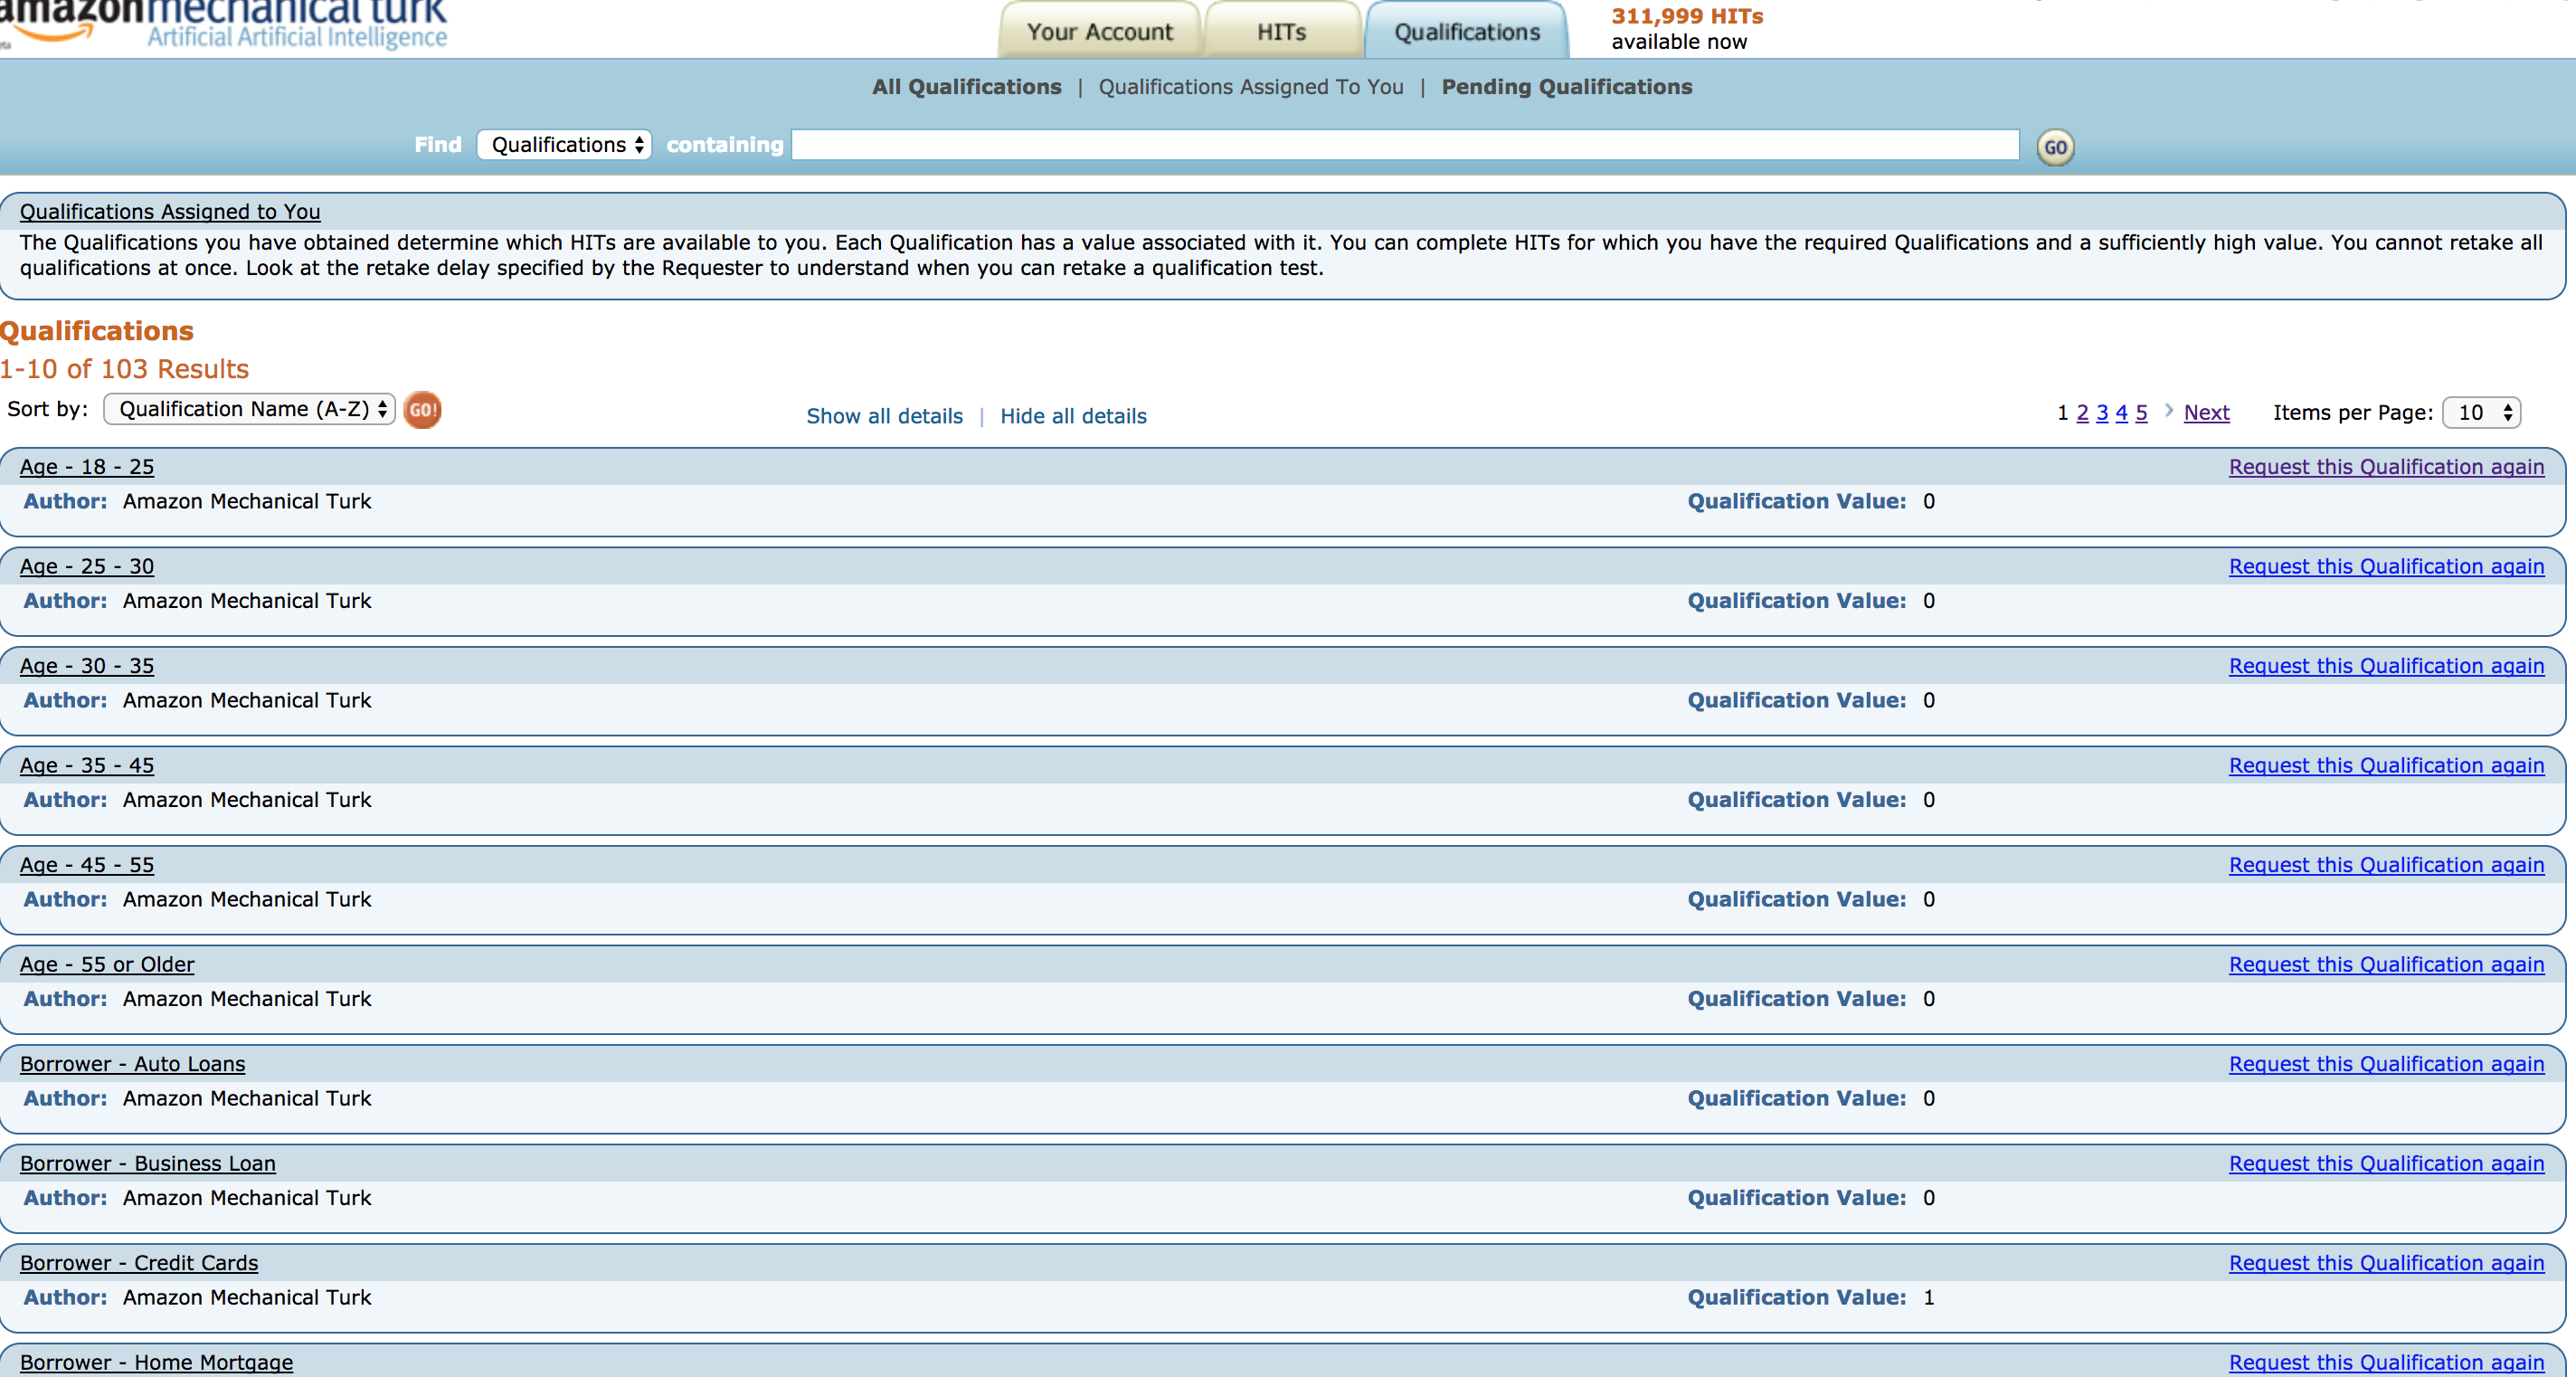 amazonmechanical turk
Artificial Artificial Intelligence
Your Account HITs Qualifications 311,999 HITs
available now
All Qualifications | Qualifications Assigned To You | Pending Qualifications
Find Qualifications containing GO
Qualifications Assigned to You
The Qualifications you have obtained determine which HITs are available to you. Each Qualification has a value associated with it. You can complete HITs for which you have the required Qualifications and a sufficiently high value. You cannot retake all
qualifications at once. Look at the retake delay specified by the Requester to understand when you can retake a qualification test.
Qualifications
1-10 of 103 Results
Sort by: Qualification Name (A-Z) GO! Show all details | Hide all details 1 2 3 4 5 › Next Items per Page: 10
Age - 18 - 25 Request this Qualification again
Author: Amazon Mechanical Turk Qualification Value: 0
Age - 25 - 30 Request this Qualification again
Author: Amazon Mechanical Turk Qualification Value: 0
Age - 30 - 35 Request this Qualification again
Author: Amazon Mechanical Turk Qualification Value: 0
Age - 35 - 45 Request this Qualification again
Author: Amazon Mechanical Turk Qualification Value: 0
Age - 45 - 55 Request this Qualification again
Author: Amazon Mechanical Turk Qualification Value: 0
Age - 55 or Older Request this Qualification again
Author: Amazon Mechanical Turk Qualification Value: 0
Borrower - Auto Loans Request this Qualification again
Author: Amazon Mechanical Turk Qualification Value: 0
Borrower - Business Loan Request this Qualification again
Author: Amazon Mechanical Turk Qualification Value: 0
Borrower - Credit Cards Request this Qualification again
Author: Amazon Mechanical Turk Qualification Value: 1
Borrower - Home Mortgage Request this Qualification again